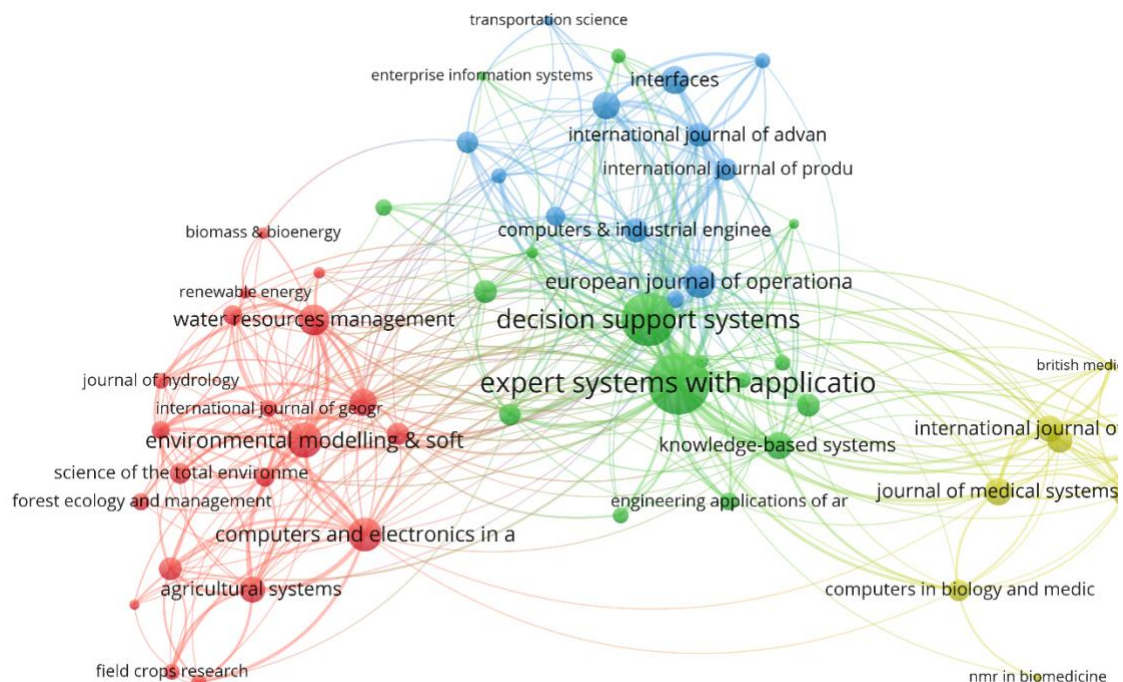 transportation science
enterprise information systems
interfaces
international journal of advan
international journal of produ
computers & industrial enginee
biomass & bioenergy
european journal of operationa
renewable energy
water resources management
decision support systems
british medic
journal of hydrology
expert systems with applicatio
international journal of geogr
international journal of
environmental modelling & soft
knowledge-based systems
science of the total environme
journal of medical systems
forest ecology and management
engineering applications of ar
computers and electronics in a
agricultural systems
computers in biology and medic
field crops research
nmr in biomedicine